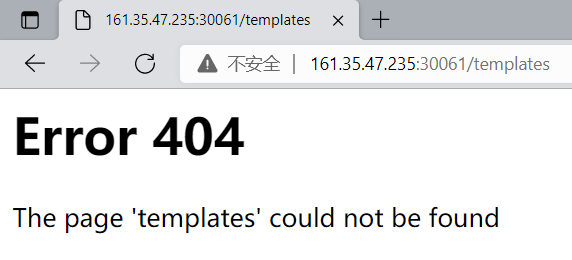 161.35.47.235:30061/templates
不安全 | 161.35.47.235:30061/templates
Error 404
The page 'templates' could not be found